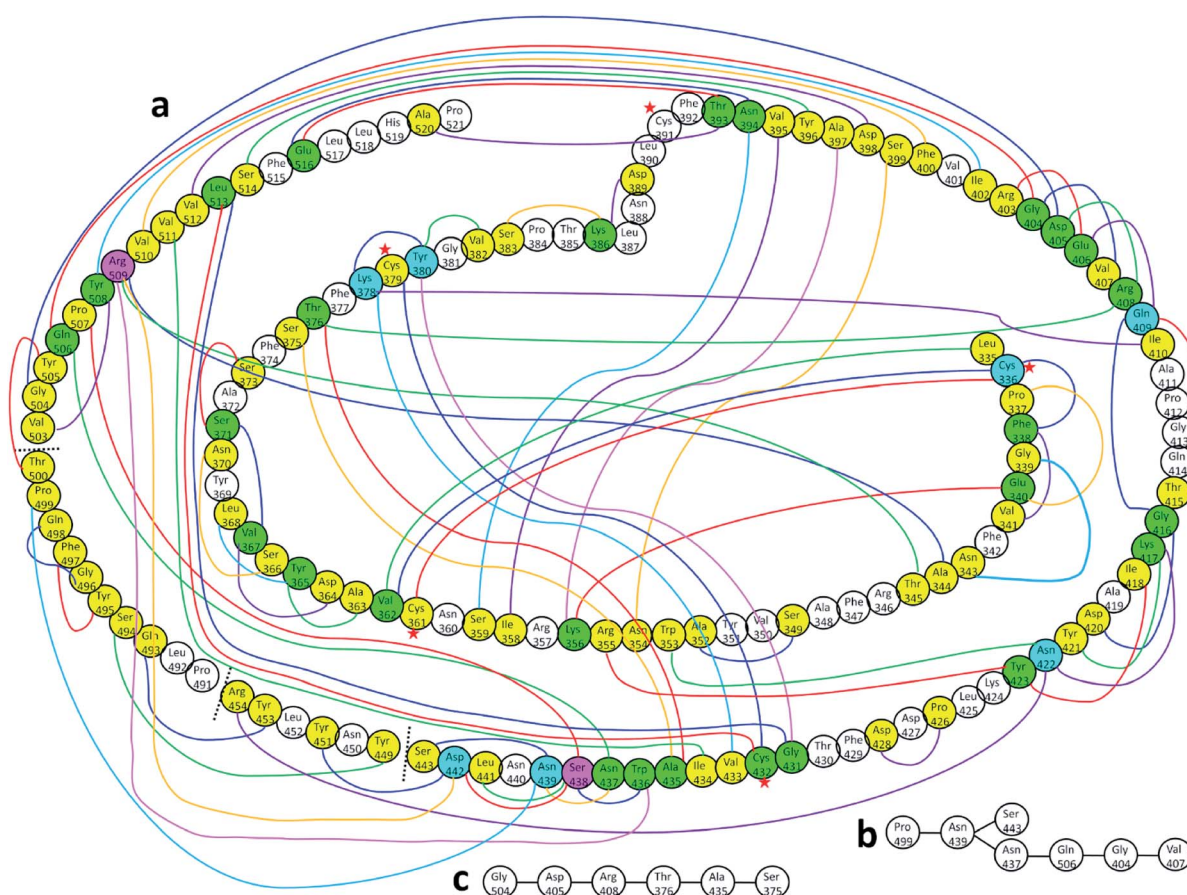 a
Leu
335
Cys
336
Pro
337
Phe
338
Gly
339
Glu
340
Val
341
Phe
342
Asn
343
Ala
344
Thr
345
Arg
346
Phe
347
Ala
348
Ser
349
Val
350
Tyr
351
Ala
352
Trp
353
Asn
354
Arg
355
Lys
356
Arg
357
Ile
358
Ser
359
Asn
360
Cys
361
Val
362
Ala
363
Asp
364
Tyr
365
Ser
366
Val
367
Leu
368
Tyr
369
Asn
370
Ser
371
Ala
372
Ser
373
Phe
374
Ser
375
Thr
376
Phe
377
Lys
378
Cys
379
Tyr
380
Gly
381
Val
382
Ser
383
Pro
384
Thr
385
Lys
386
Leu
387
Asn
388
Asp
389
Leu
390
Cys
391
Phe
392
Thr
393
Asn
394
Val
395
Tyr
396
Ala
397
Asp
398
Ser
399
Phe
400
Val
401
Ile
402
Arg
403
Gly
404
Asp
405
Glu
406
Val
407
Arg
408
Gln
409
Ile
410
Ala
411
Pro
412
Gly
413
Gln
414
Thr
415
Gly
416
Lys
417
Ile
418
Ala
419
Asp
420
Tyr
421
Asn
422
Tyr
423
Lys
424
Leu
425
Pro
426
Asp
427
Asp
428
Phe
429
Thr
430
Gly
431
Cys
432
Val
433
Ile
434
Ala
435
Trp
436
Asn
437
Ser
438
Asn
439
Asn
440
Leu
441
Asp
442
Ser
443
Tyr
449
Asn
450
Tyr
451
Leu
452
Tyr
453
Arg
454
Pro
491
Leu
492
Gln
493
Ser
494
Tyr
495
Gly
496
Phe
497
Gln
498
Pro
499
Thr
500
Val
503
Gly
504
Tyr
505
Gln
506
Pro
507
Tyr
508
Arg
509
Val
510
Val
511
Val
512
Leu
513
Ser
514
Phe
515
Glu
516
Leu
517
Leu
518
His
519
Ala
520
Pro
521
b
Pro
499
Asn
439
Ser
443
Asn
437
Gln
506
Gly
404
Val
407
c
Gly
504
Asp
405
Arg
408
Thr
376
Ala
435
Ser
375